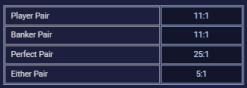 Player Pair 11:1
Banker Pair 11:1
Perfect Pair 25:1
Either Pair 5:1